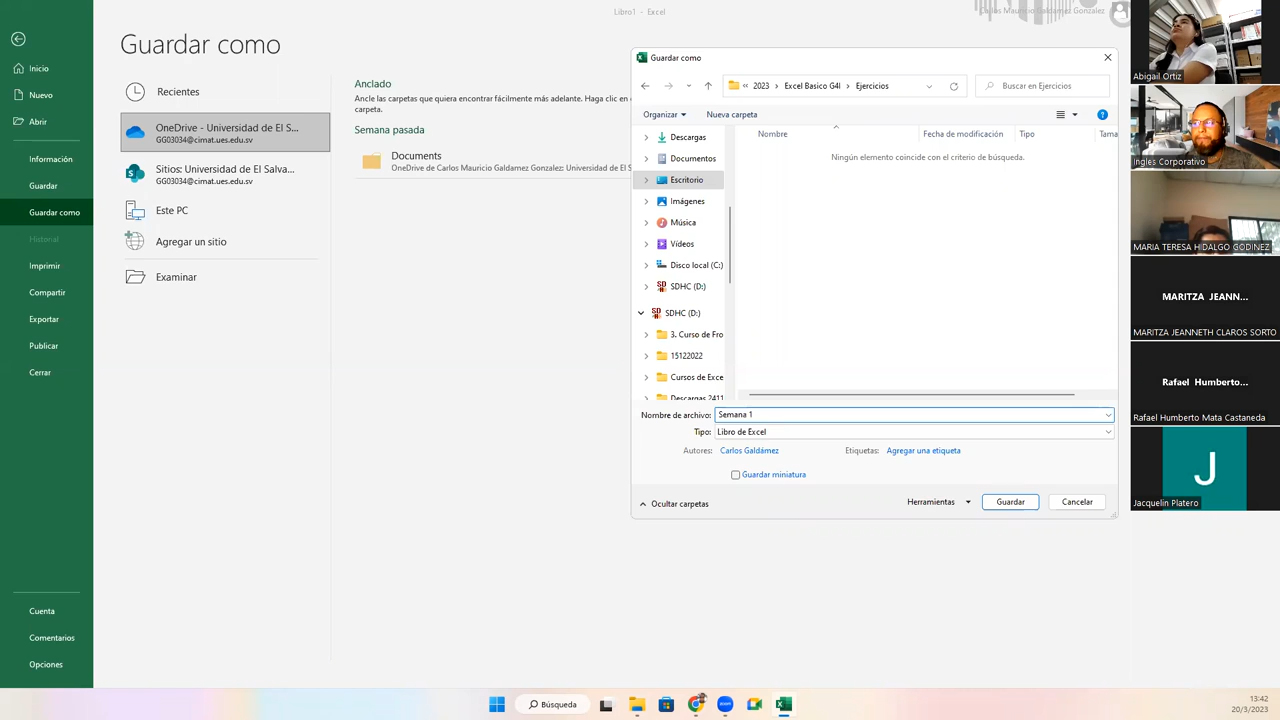 Libro1 - Excel
Carlos Mauricio Galdamez Gonzalez
Guardar como
Inicio
Nuevo
Abrir
Información
Guardar
Guardar como
Historial
Imprimir
Compartir
Exportar
Publicar
Cerrar
Cuenta
Comentarios
Opciones
Recientes
OneDrive - Universidad de El S...
GG03034@cimat.ues.edu.sv
Sitios: Universidad de El Salva...
GG03034@cimat.ues.edu.sv
Este PC
Agregar un sitio
Examinar
Anclado
Ancle las carpetas que quiera encontrar fácilmente más adelante. Haga clic en
carpeta.
Semana pasada
Documents
OneDrive de Carlos Mauricio Galdamez Gonzalez: Universidad de El S
Guardar como
« 2023 > Excel Basico G4I > Ejercicios
Buscar en Ejercicios
Organizar
Nueva carpeta
Descargas
Documentos
Escritorio
Imágenes
Música
Vídeos
Disco local (C:)
SDHC (D:)
SDHC (D:)
3. Curso de Fro
15122022
Cursos de Exce
Descargas 2411
Nombre
Fecha de modificación
Tipo
Tama
Ningún elemento coincide con el criterio de búsqueda.
Nombre de archivo: Semana 1
Tipo: Libro de Excel
Autores: Carlos Galdámez
Etiquetas: Agregar una etiqueta
Guardar miniatura
Ocultar carpetas
Herramientas
Guardar
Cancelar
Abigail Ortiz
Ingles Corporativo
MARIA TERESA HIDALGO GODINEZ
MARITZA JEANN...
MARITZA JEANNETH CLAROS SORTO
Rafael Humberto...
Rafael Humberto Mata Castaneda
J
Jacquelin Platero
Búsqueda
zoom
13:42
20/3/2023